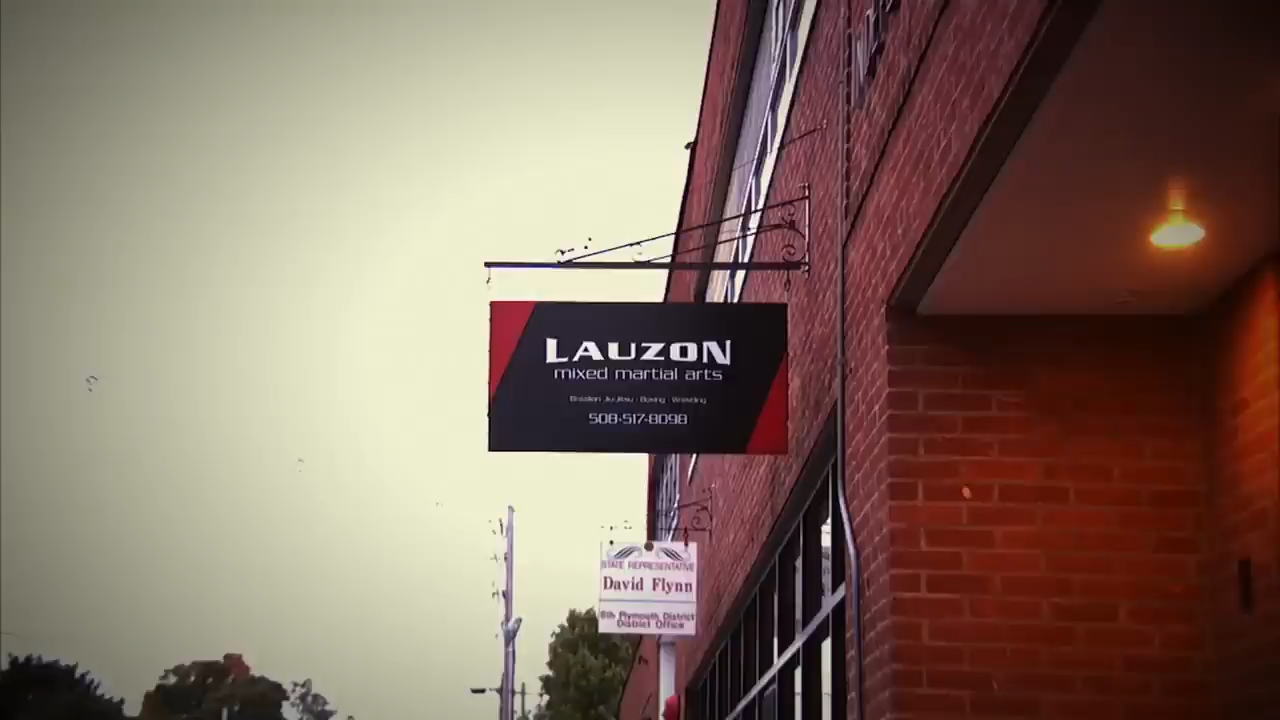 LAUZON
mixed martial arts
Brazilian Jiu-Jitsu · Boxing · Wrestling
508·517·8098
STATE REPRESENTATIVE
David Flynn
8th Plymouth District
District Office